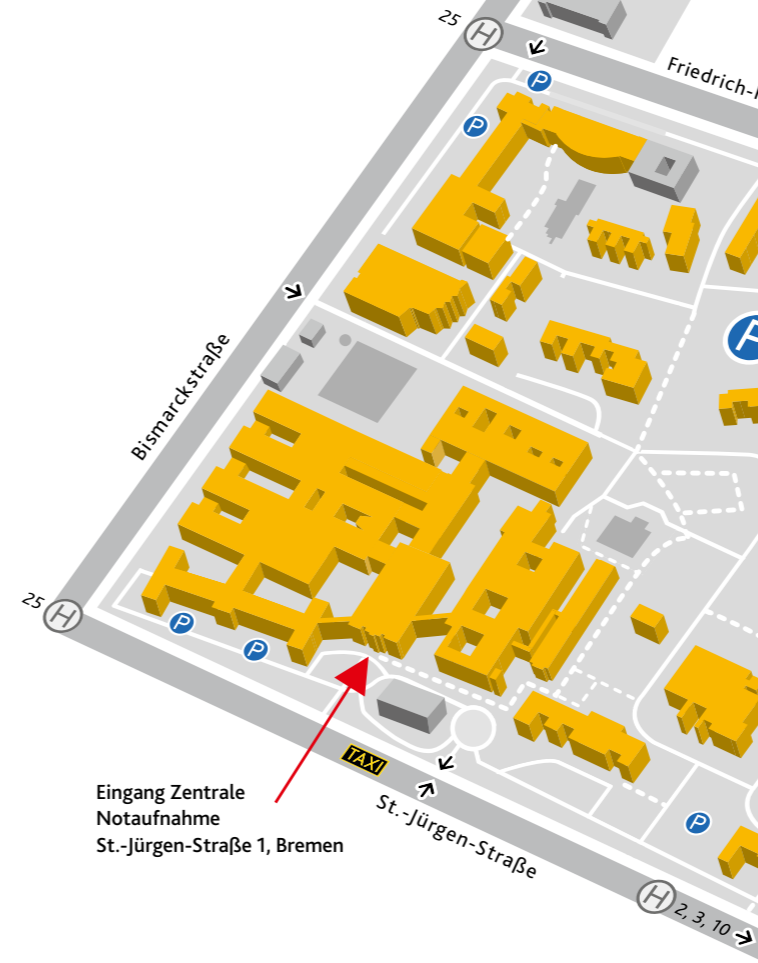 25
H
Friedrich-
P
P
P
Bismarckstraße
25
H
P
P
TAXI
Eingang Zentrale
Notaufnahme
St.-Jürgen-Straße 1, Bremen
St.-Jürgen-Straße
P
H
2, 3, 10